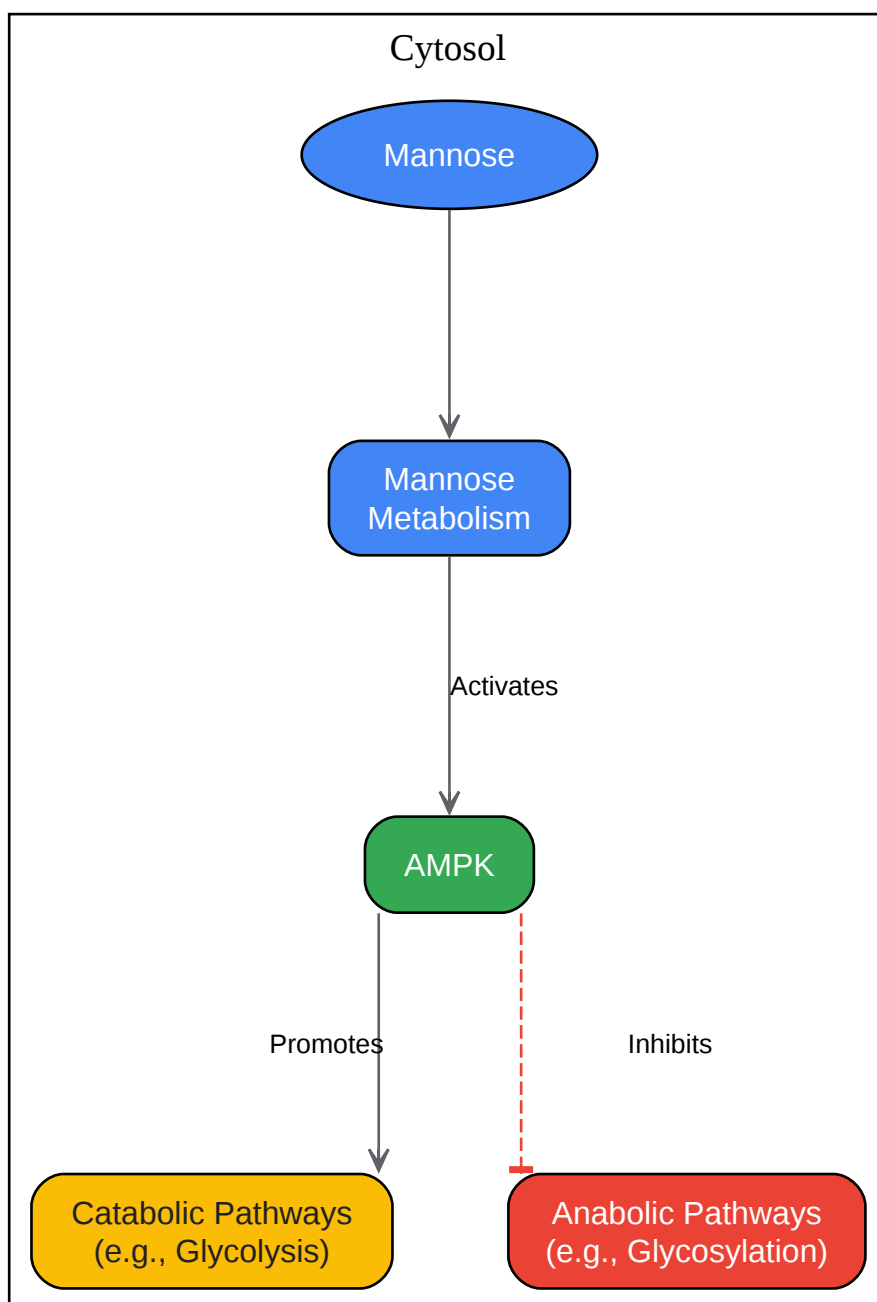 Cytosol
Mannose
Mannose
Metabolism
Activates
AMPK
Promotes
Inhibits
Catabolic Pathways
(e.g., Glycolysis)
Anabolic Pathways
(e.g., Glycosylation)